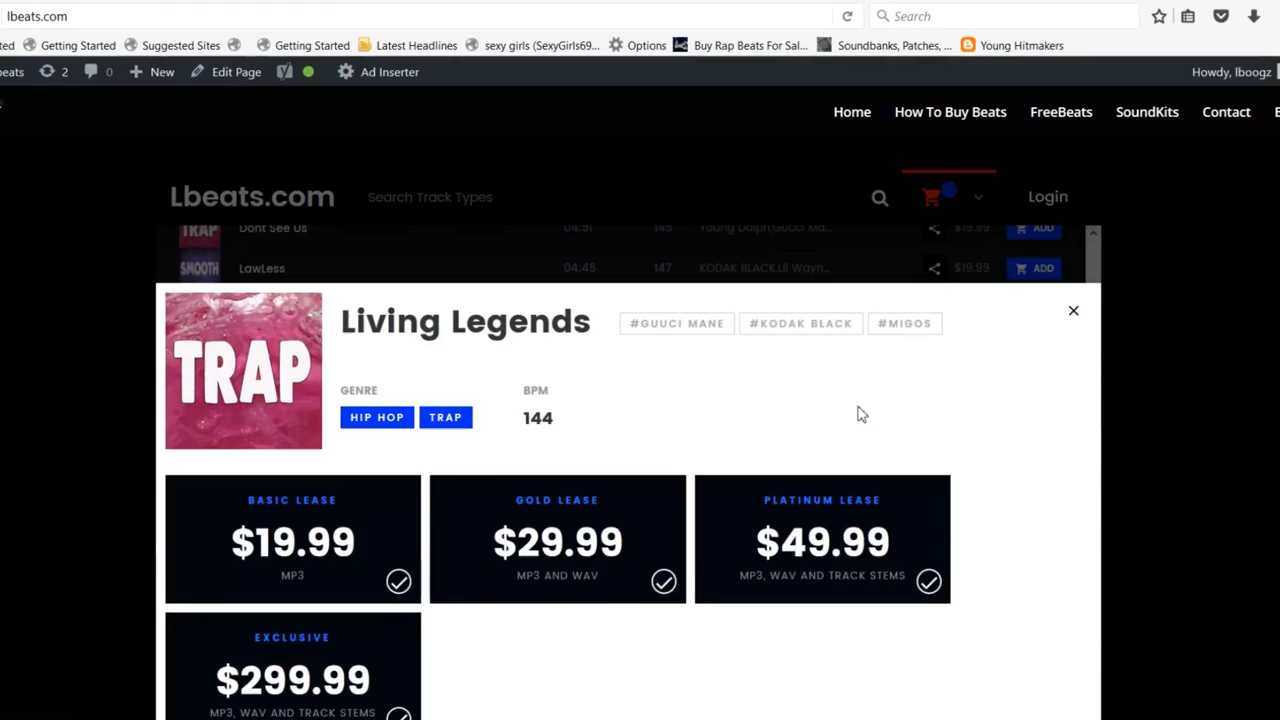 lbeats.com
Search
ted Getting Started Suggested Sites Getting Started Latest Headlines sexy girls (SexyGirls69... Options Buy Rap Beats For Sal... Soundbanks, Patches, ... Young Hitmakers
beats 2 0 New Edit Page Ad Inserter Howdy, lboogz
Home How To Buy Beats FreeBeats SoundKits Contact
Lbeats.com Search Track Types Login
TRAP Dont See Us 04:51 145 Young Dolph,Gucci Ma... $19.99 ADD
SMOOTH LawLess 04:45 147 KODAK BLACK.Lil Wayn... $19.99 ADD
TRAP
Living Legends #GUUCI MANE #KODAK BLACK #MIGOS
GENRE BPM
HIP HOP TRAP 144
BASIC LEASE GOLD LEASE PLATINUM LEASE
$19.99 $29.99 $49.99
MP3 MP3 AND WAV MP3, WAV AND TRACK STEMS
EXCLUSIVE
$299.99
MP3, WAV AND TRACK STEMS